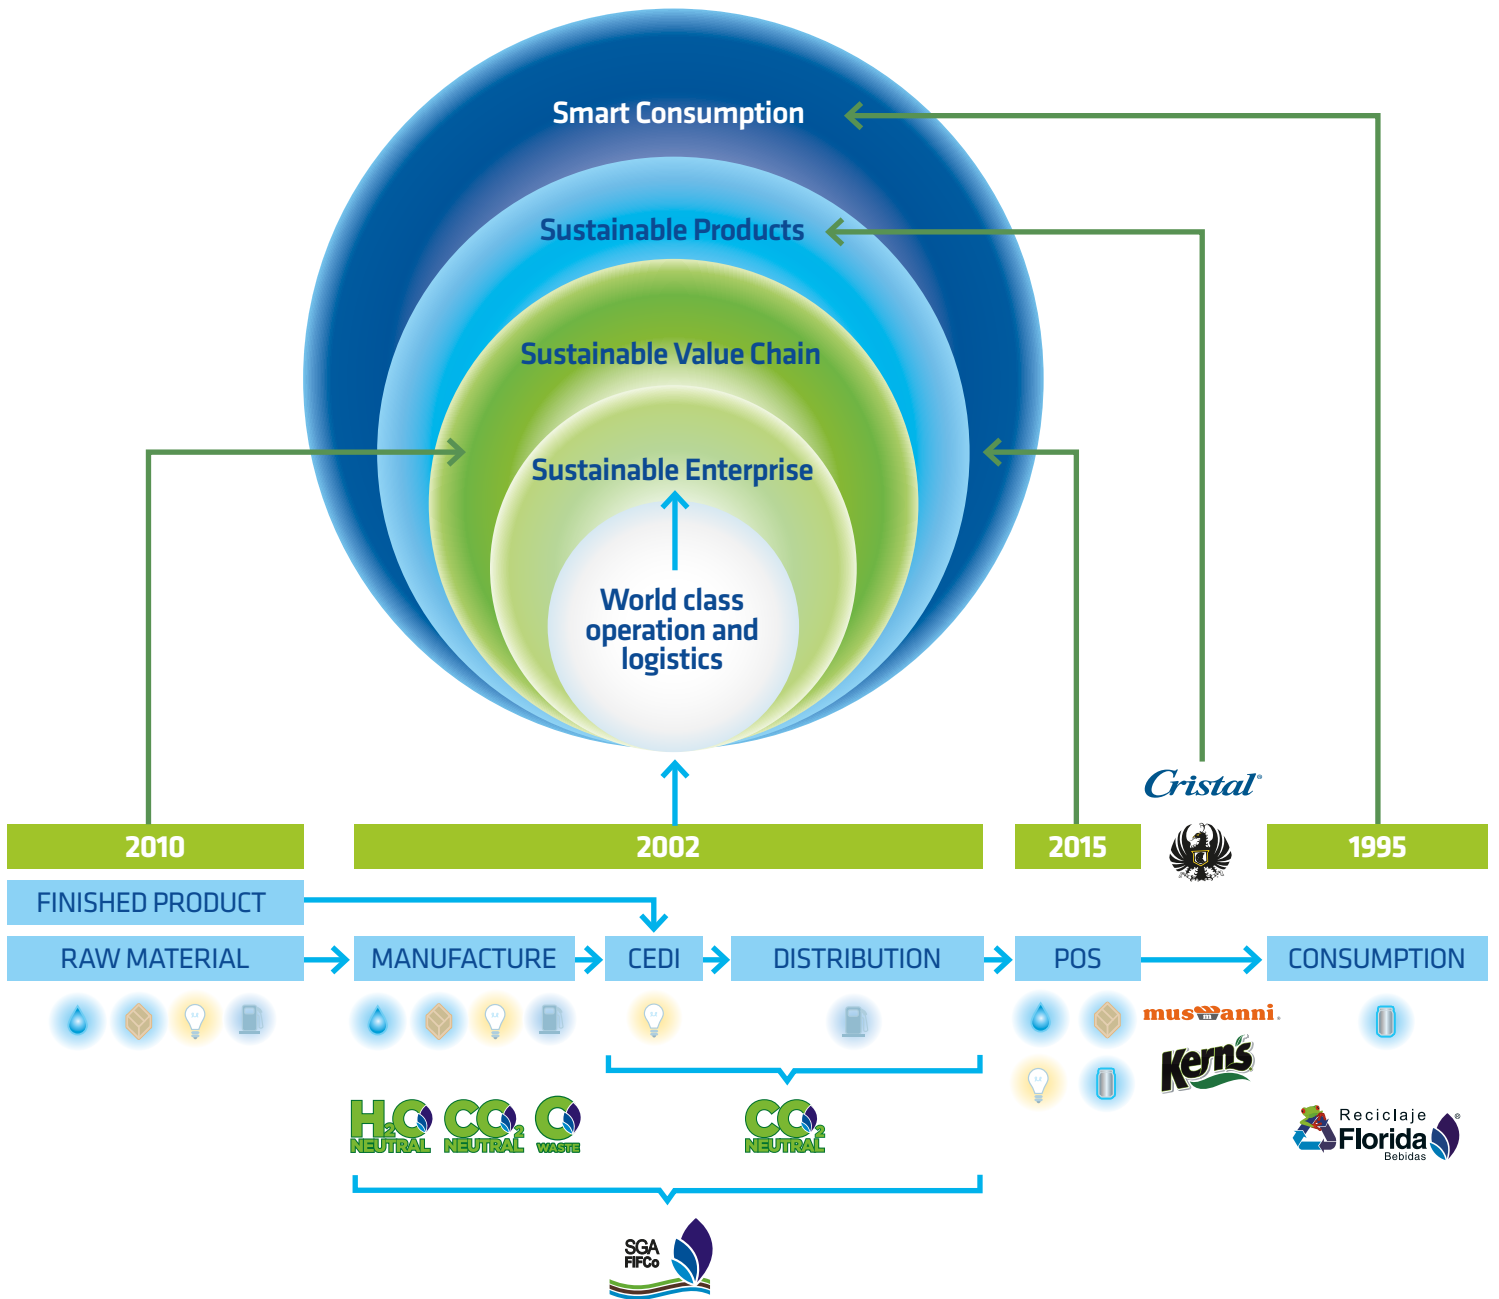 Smart Consumption
Sustainable Products
Sustainable Value Chain
Sustainable Enterprise
World class
operation and
logistics
Cristal®
2010
2002
2015
1995
FINISHED PRODUCT
RAW MATERIAL
MANUFACTURE
CEDI
DISTRIBUTION
POS
CONSUMPTION
musmanni®
Kern's
H2O
NEUTRAL
CO2
NEUTRAL
O
WASTE
CO2
NEUTRAL
Reciclaje
Florida®
Bebidas
SGA
FIFCo